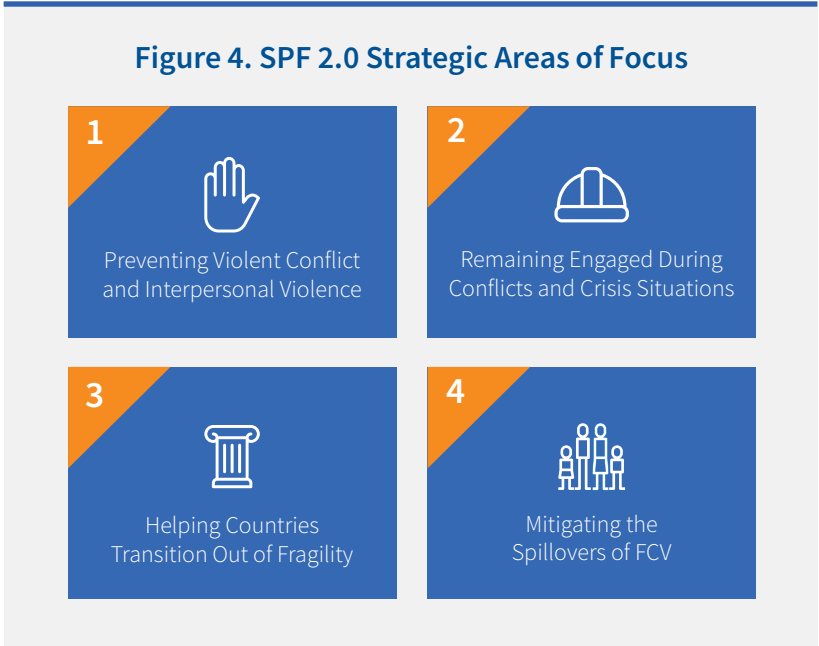 Figure 4. SPF 2.0 Strategic Areas of Focus
1
Preventing Violent Conflict
and Interpersonal Violence
2
Remaining Engaged During
Conflicts and Crisis Situations
3
Helping Countries
Transition Out of Fragility
4
Mitigating the
Spillovers of FCV